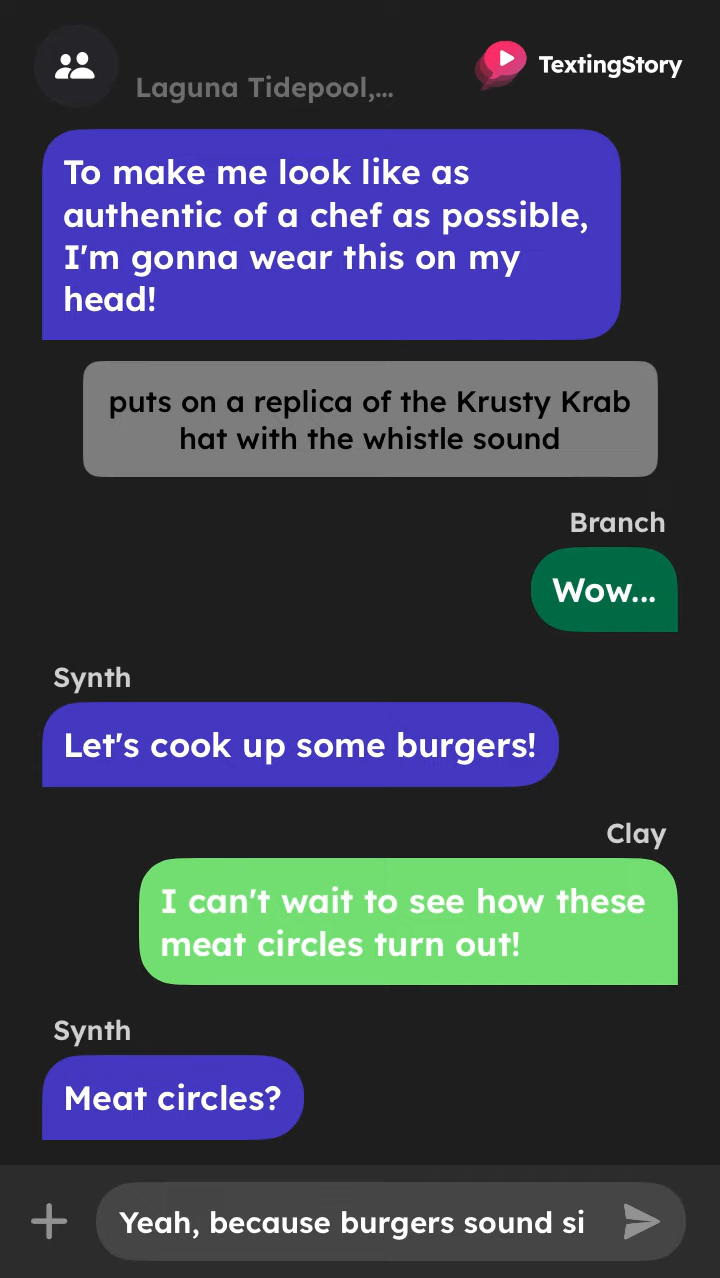 Laguna Tidepool,...
TextingStory
To make me look like as
authentic of a chef as possible,
I'm gonna wear this on my
head!
puts on a replica of the Krusty Krab
hat with the whistle sound
Branch
Wow...
Synth
Let's cook up some burgers!
Clay
I can't wait to see how these
meat circles turn out!
Synth
Meat circles?
Yeah, because burgers sound si